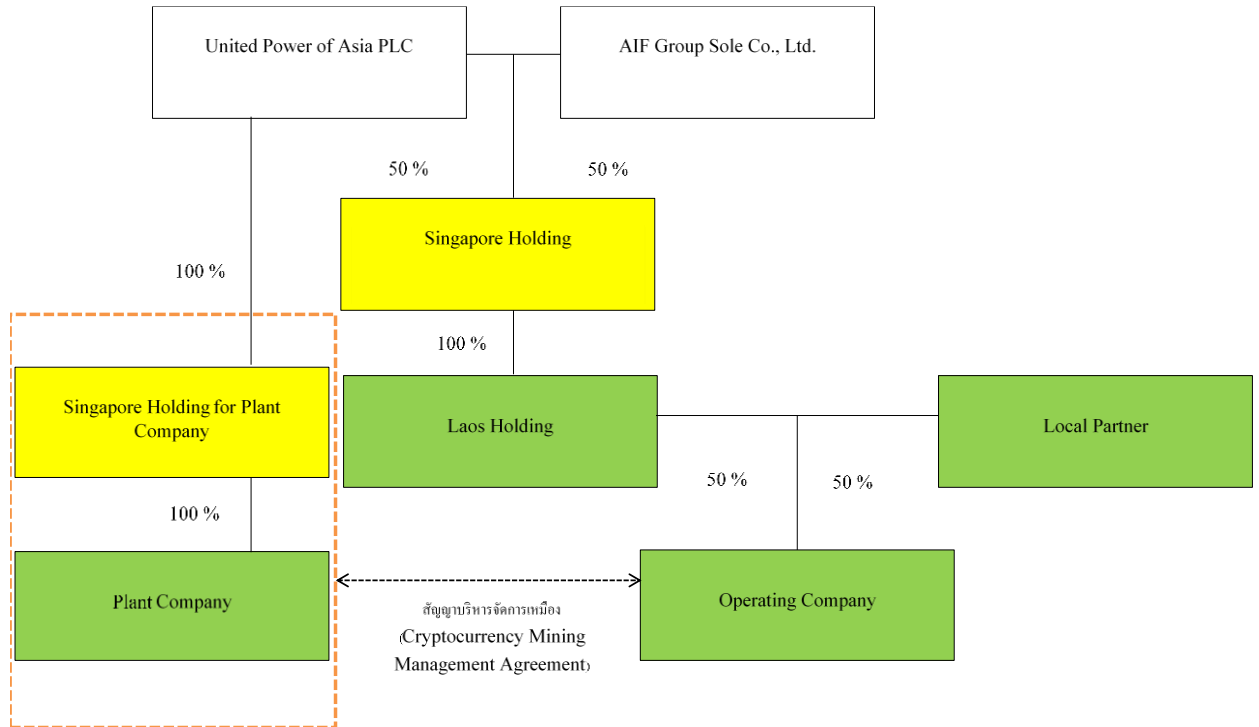 United Power of Asia PLC
AIF Group Sole Co., Ltd.
50 %
50 %
Singapore Holding
100 %
100 %
Singapore Holding for Plant
Company
Laos Holding
Local Partner
50 %
50 %
100 %
Plant Company
Operating Company
สัญญาบริหารจัดการเหมือง
(Cryptocurrency Mining
Management Agreement)